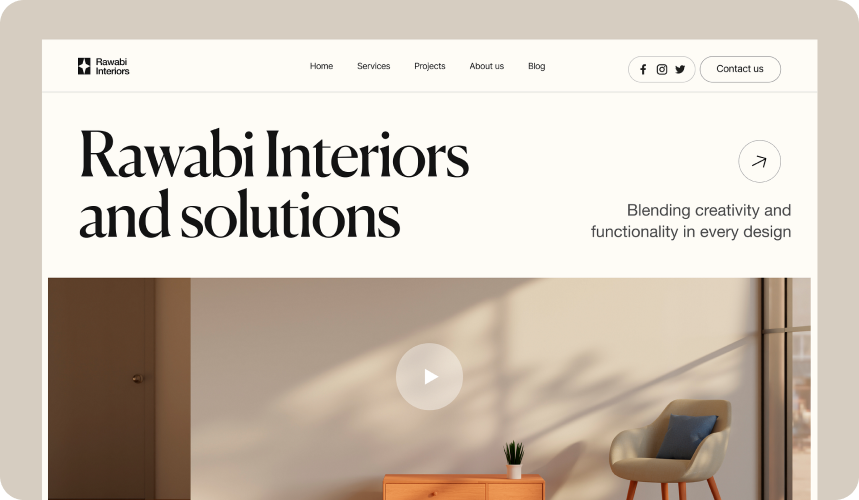 Rawabi
Interiors
Home
Services
Projects
About us
Blog
Contact us
Rawabi Interiors
and solutions
Blending creativity and
functionality in every design